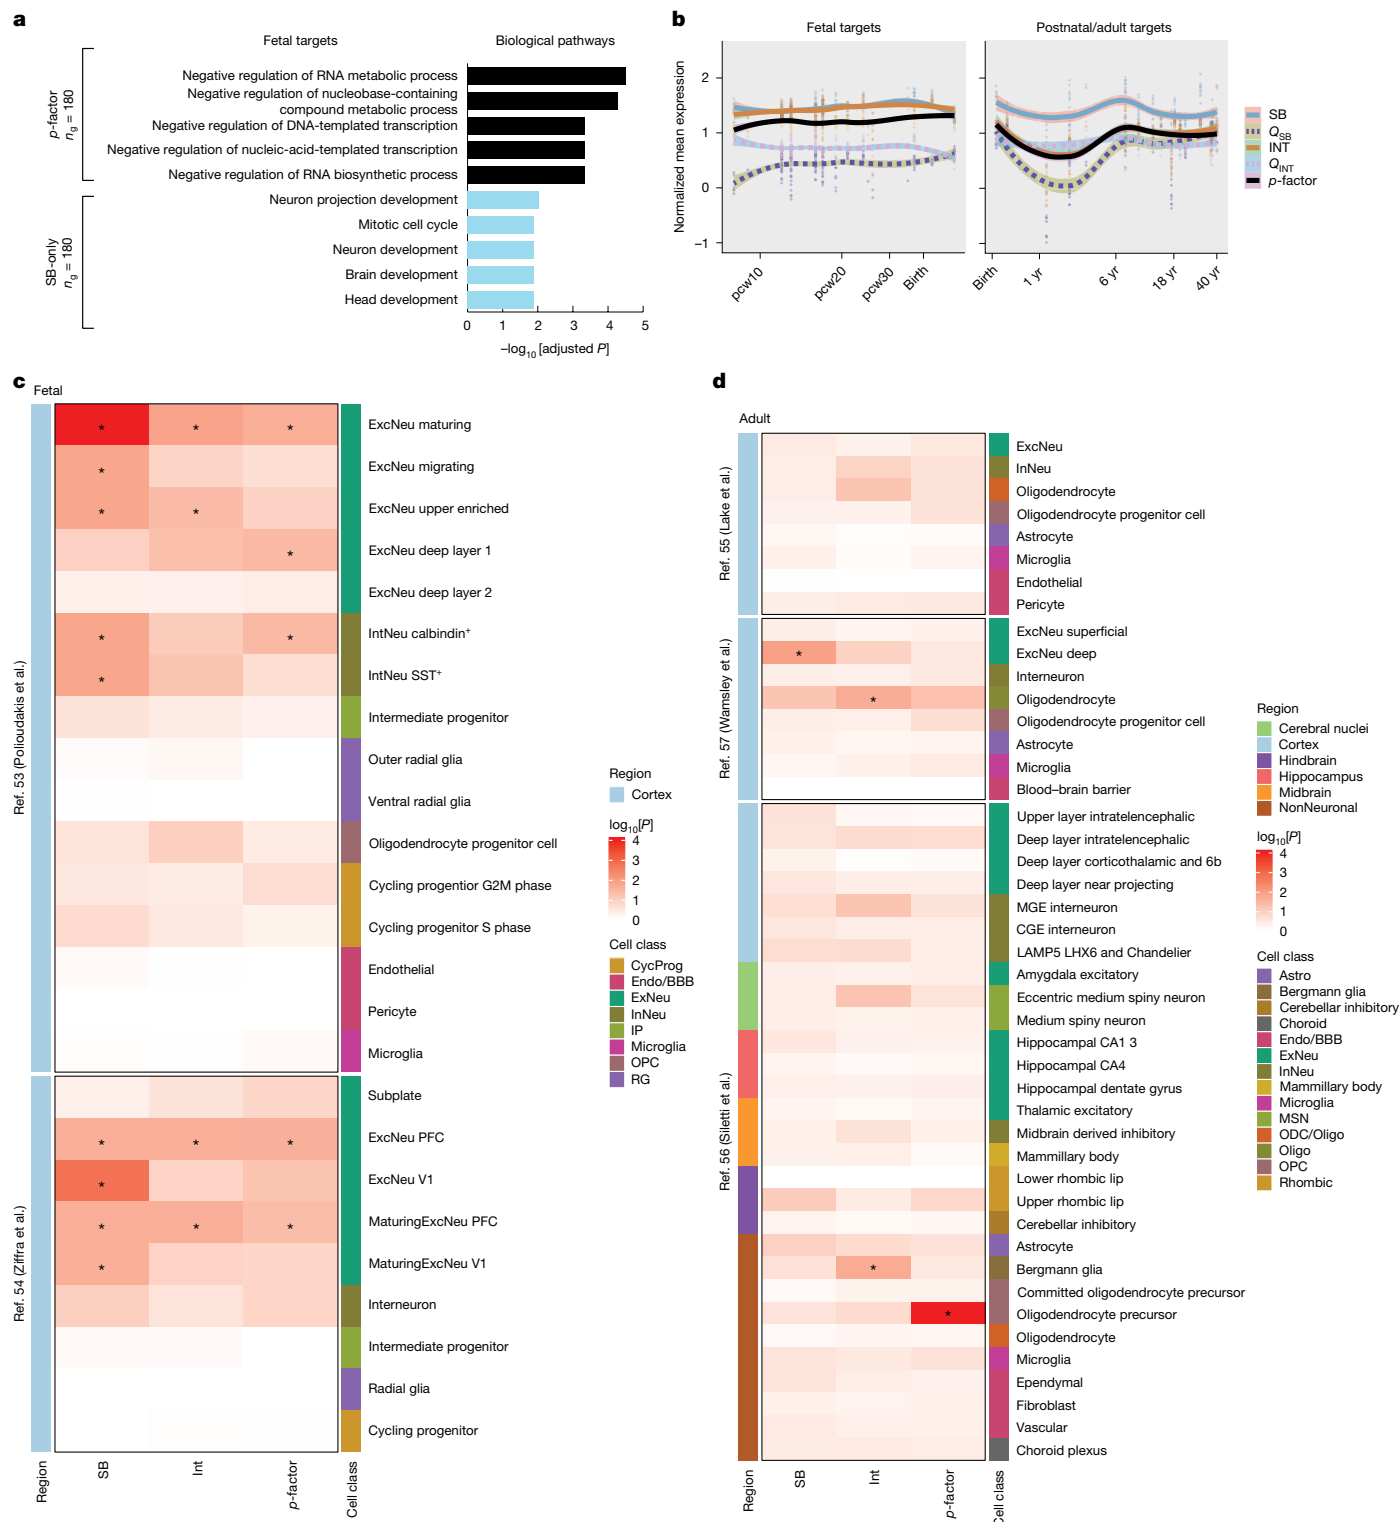 a
Fetal targets
Biological pathways
p-factor
ng = 180
Negative regulation of RNA metabolic process
Negative regulation of nucleobase-containing
compound metabolic process
Negative regulation of DNA-templated transcription
Negative regulation of nucleic-acid-templated transcription
Negative regulation of RNA biosynthetic process
SB-only
ng = 180
Neuron projection development
Mitotic cell cycle
Neuron development
Brain development
Head development
0 1 2 3 4 5
–log10 [adjusted P]
b
Fetal targets
Postnatal/adult targets
Normalized mean expression
2
1
0
–1
pcw10 pcw20 pcw30 Birth
Birth 1 yr 6 yr 18 yr 40 yr
SB
QSB
INT
QINT
p-factor
c
Fetal
Ref. 53 (Polioudakis et al.)
* * * ExcNeu maturing
* ExcNeu migrating
* * ExcNeu upper enriched
* ExcNeu deep layer 1
ExcNeu deep layer 2
* * IntNeu calbindin+
* IntNeu SST+
Intermediate progenitor
Outer radial glia
Ventral radial glia
Oligodendrocyte progenitor cell
Cycling progentior G2M phase
Cycling progenitor S phase
Endothelial
Pericyte
Microglia
Ref. 54 (Ziffra et al.)
Subplate
* * * ExcNeu PFC
* ExcNeu V1
* * * MaturingExcNeu PFC
* MaturingExcNeu V1
Interneuron
Intermediate progenitor
Radial glia
Cycling progenitor
Region
SB
Int
p-factor
Cell class
Region
Cortex
log10[P]
4
3
2
1
0
Cell class
CycProg
Endo/BBB
ExNeu
InNeu
IP
Microglia
OPC
RG
d
Adult
Ref. 55 (Lake et al.)
ExcNeu
InNeu
Oligodendrocyte
Oligodendrocyte progenitor cell
Astrocyte
Microglia
Endothelial
Pericyte
Ref. 57 (Wamsley et al.)
ExcNeu superficial
* ExcNeu deep
Interneuron
* Oligodendrocyte
Oligodendrocyte progenitor cell
Astrocyte
Microglia
Blood–brain barrier
Ref. 56 (Siletti et al.)
Upper layer intratelencephalic
Deep layer intratelencephalic
Deep layer corticothalamic and 6b
Deep layer near projecting
MGE interneuron
CGE interneuron
LAMP5 LHX6 and Chandelier
Amygdala excitatory
Eccentric medium spiny neuron
Medium spiny neuron
Hippocampal CA1 3
Hippocampal CA4
Hippocampal dentate gyrus
Thalamic excitatory
Midbrain derived inhibitory
Mammillary body
Lower rhombic lip
Upper rhombic lip
Cerebellar inhibitory
Astrocyte
* Bergmann glia
Committed oligodendrocyte precursor
* Oligodendrocyte precursor
Oligodendrocyte
Microglia
Ependymal
Fibroblast
Vascular
Choroid plexus
Region
SB
Int
p-factor
Cell class
Region
Cerebral nuclei
Cortex
Hindbrain
Hippocampus
Midbrain
NonNeuronal
log10[P]
4
3
2
1
0
Cell class
Astro
Bergmann glia
Cerebellar inhibitory
Choroid
Endo/BBB
ExNeu
InNeu
Mammillary body
Microglia
MSN
ODC/Oligo
Oligo
OPC
Rhombic